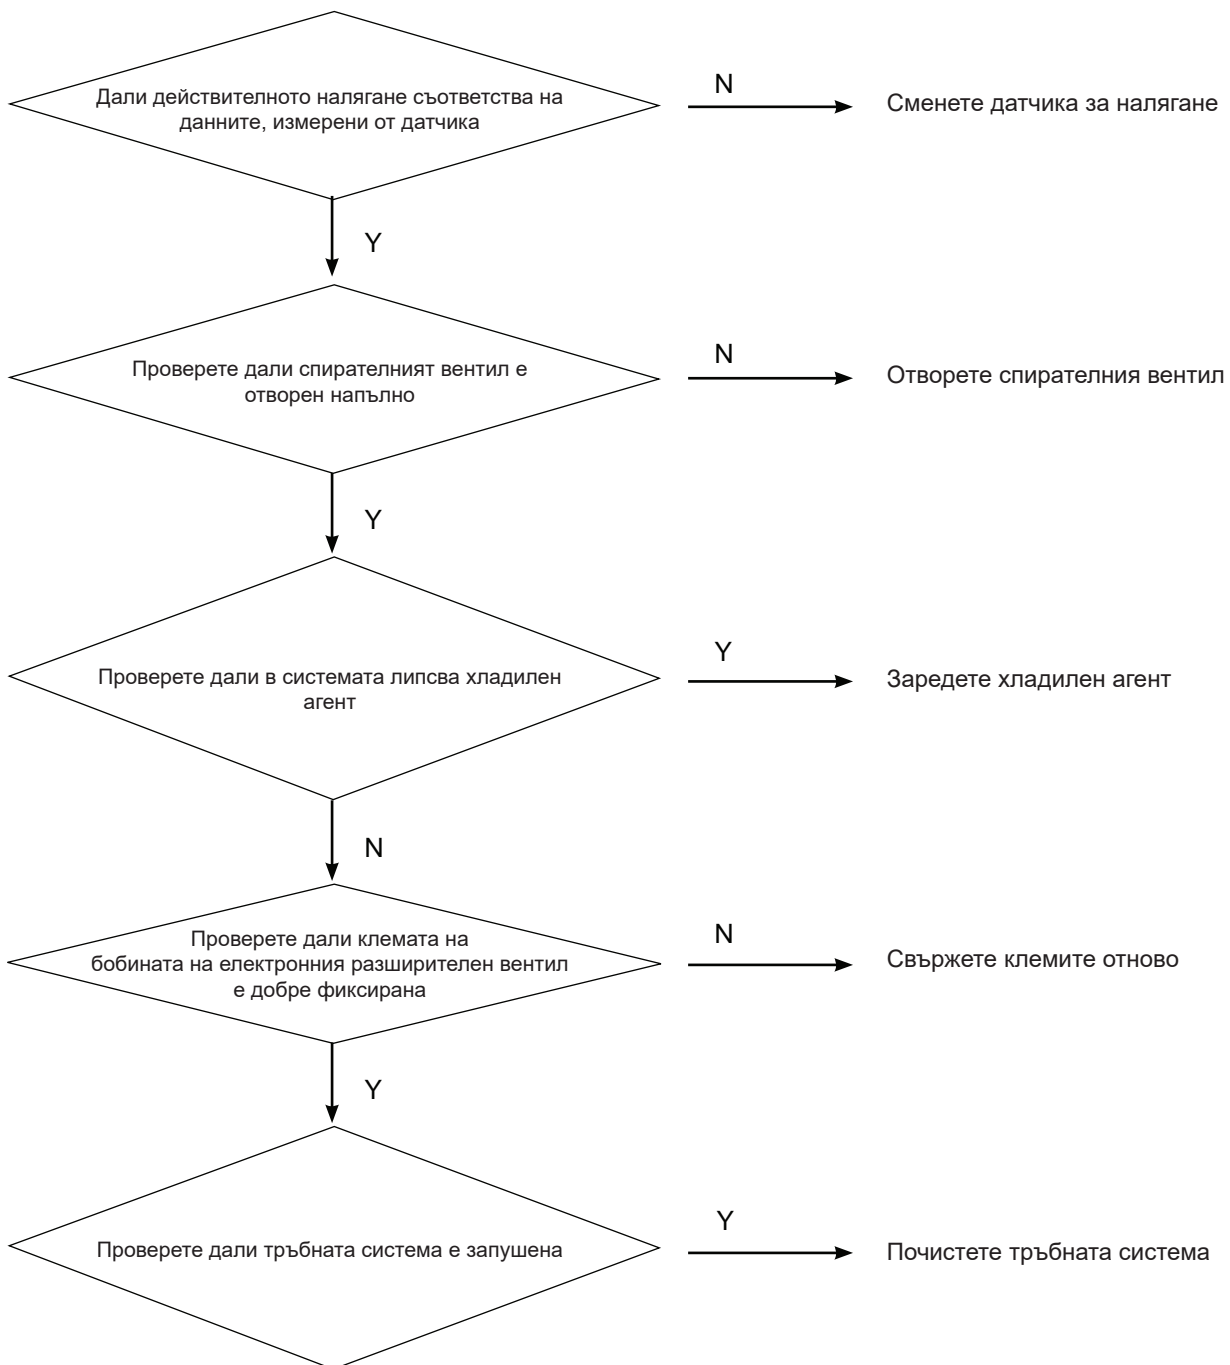 Дали действителното налягане съответства на
данните, измерени от датчика
N
Сменете датчика за налягане
Y
Проверете дали спирателният вентил е
отворен напълно
N
Отворете спирателния вентил
Y
Проверете дали в системата липсва хладилен
агент
Y
Заредете хладилен агент
N
Проверете дали клемата на
бобината на електронния разширителен вентил
е добре фиксирана
N
Свържете клемите отново
Y
Проверете дали тръбната система е запушена
Y
Почистете тръбната система